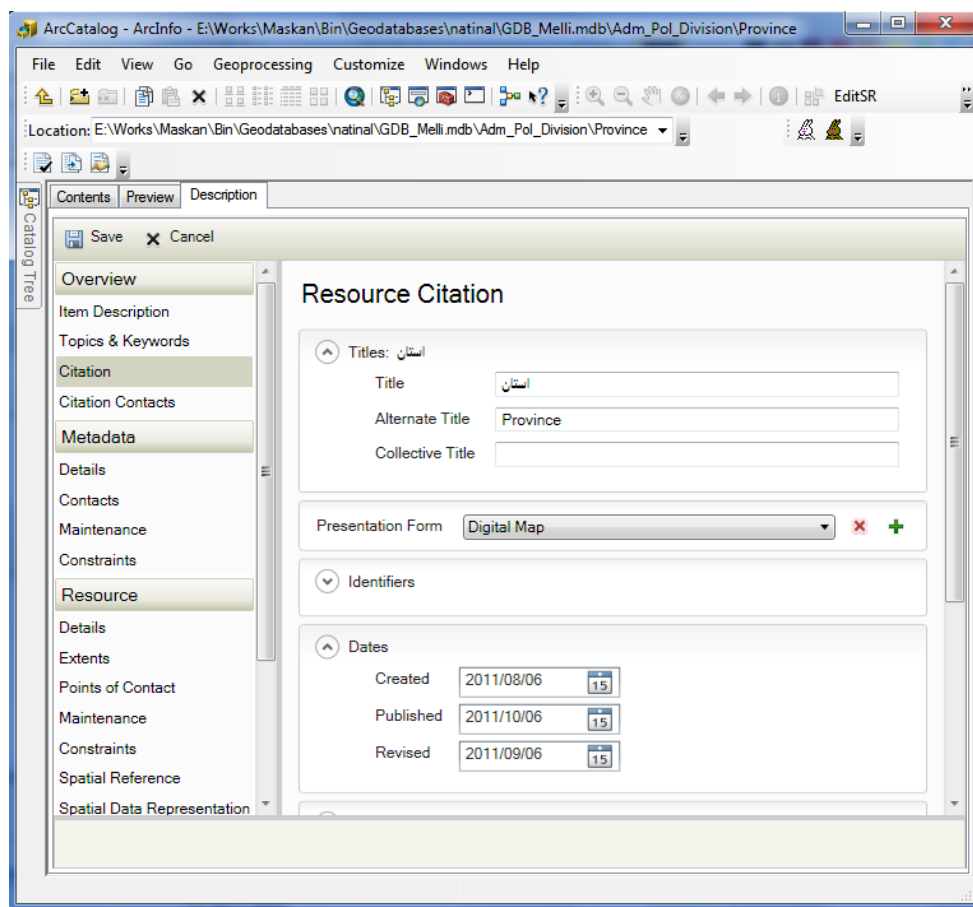 ArcCatalog - ArcInfo - E:\Works\Maskan\Bin\Geodatabases\natinal\GDB_Melli.mdb\Adm_Pol_Division\Province
File Edit View Go Geoprocessing Customize Windows Help
EditSR
Location: E:\Works\Maskan\Bin\Geodatabases\natinal\GDB_Melli.mdb\Adm_Pol_Division\Province
Catalog Tree
Contents Preview Description
Save Cancel
Overview
Item Description
Topics & Keywords
Citation
Citation Contacts
Metadata
Details
Contacts
Maintenance
Constraints
Resource
Details
Extents
Points of Contact
Maintenance
Constraints
Spatial Reference
Spatial Data Representation
Resource Citation
Titles: استان
Title استان
Alternate Title Province
Collective Title
Presentation Form Digital Map
Identifiers
Dates
Created 2011/08/06 15
Published 2011/10/06 15
Revised 2011/09/06 15